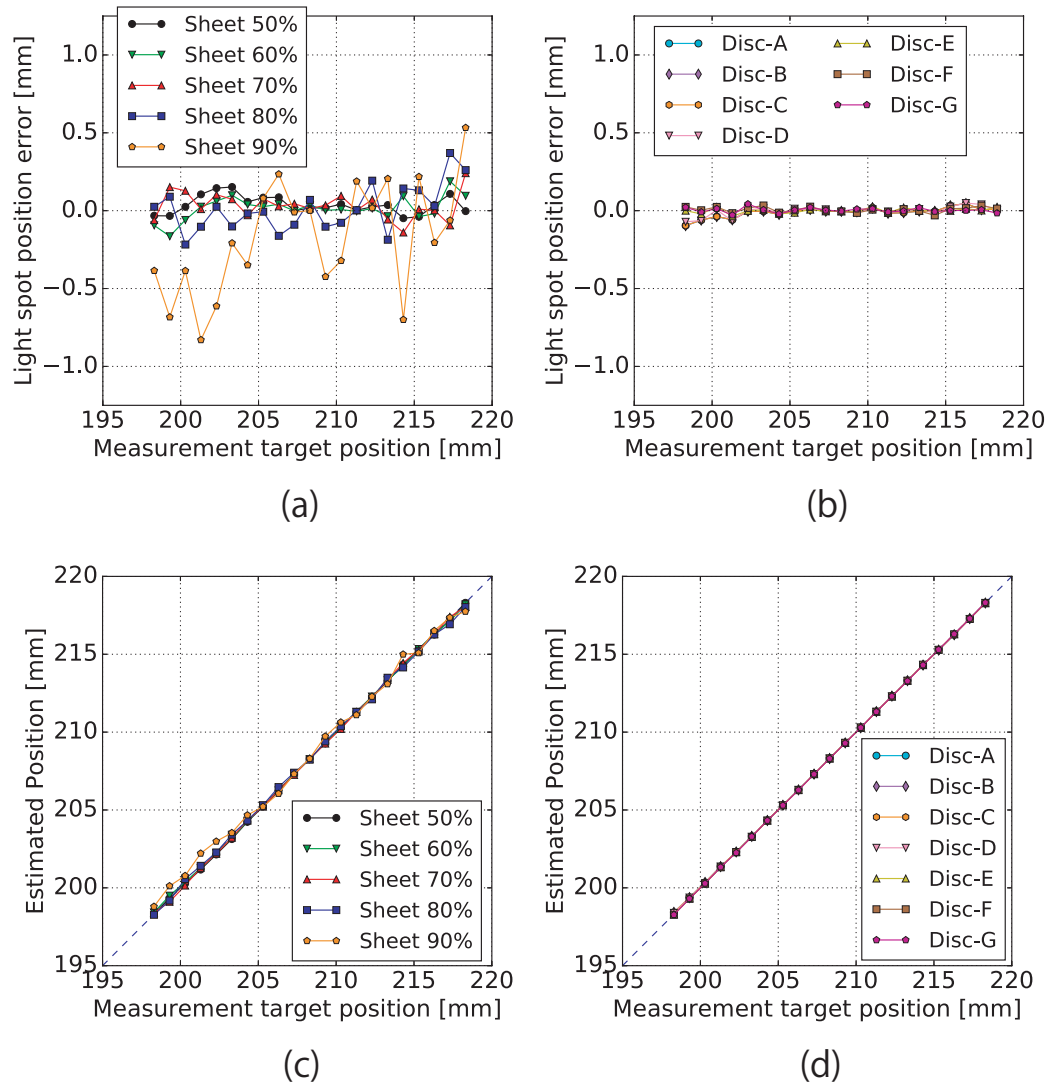 Light spot position error [mm]
1.0
0.5
0.0
−0.5
−1.0
Sheet 50%
Sheet 60%
Sheet 70%
Sheet 80%
Sheet 90%
195 200 205 210 215 220
Measurement target position [mm]
(a)
Light spot position error [mm]
1.0
0.5
0.0
−0.5
−1.0
Disc-A
Disc-B
Disc-C
Disc-D
Disc-E
Disc-F
Disc-G
195 200 205 210 215 220
Measurement target position [mm]
(b)
Estimated Position [mm]
220
215
210
205
200
195
Sheet 50%
Sheet 60%
Sheet 70%
Sheet 80%
Sheet 90%
195 200 205 210 215 220
Measurement target position [mm]
(c)
Estimated Position [mm]
220
215
210
205
200
195
Disc-A
Disc-B
Disc-C
Disc-D
Disc-E
Disc-F
Disc-G
195 200 205 210 215 220
Measurement target position [mm]
(d)